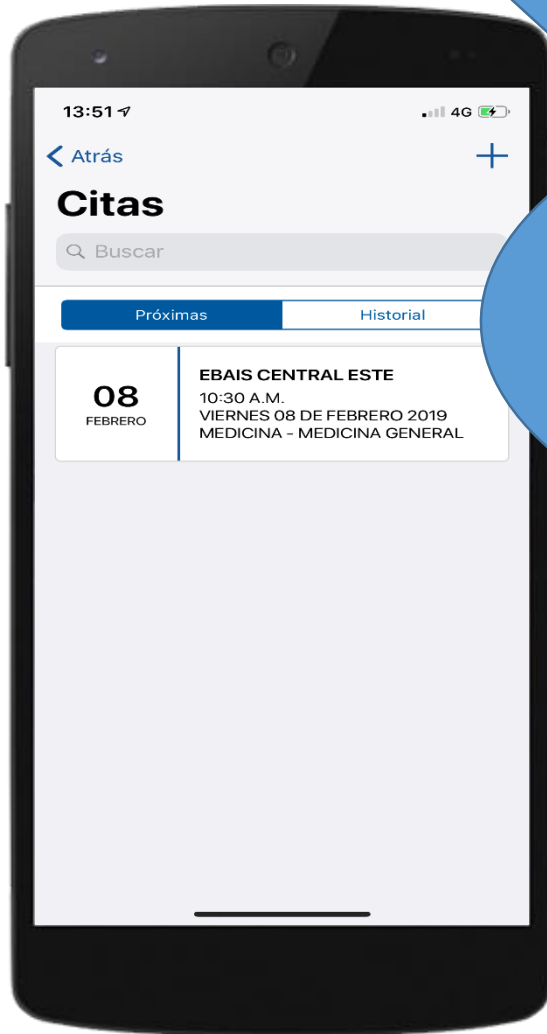 13:51
4G
Atrás
Citas
Buscar
Próximas
Historial
08
FEBRERO
EBAIS CENTRAL ESTE
10:30 A.M.
VIERNES 08 DE FEBRERO 2019
MEDICINA - MEDICINA GENERAL